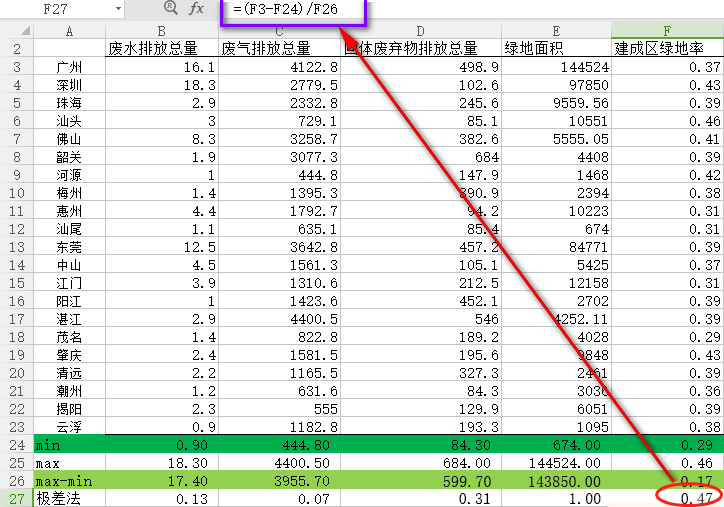 F27 fx =(F3-F24)/F26
A B C D E F
2 废水排放总量 废气排放总量 固体废弃物排放总量 绿地面积 建成区绿地率
3 广州 16.1 4122.8 498.9 144524 0.37
4 深圳 18.3 2779.5 102.6 97850 0.43
5 珠海 2.9 2332.8 245.6 9559.56 0.39
6 汕头 3 729.1 85.1 10551 0.46
7 佛山 8.3 3258.7 382.6 5555.05 0.41
8 韶关 1.9 3077.3 684 4408 0.39
9 河源 1 444.8 147.9 1468 0.42
10 梅州 1.4 1395.3 390.9 2394 0.38
11 惠州 4.4 1792.7 94.2 10223 0.31
12 汕尾 1.1 635.1 85.4 674 0.31
13 东莞 12.5 3642.8 457.2 84771 0.39
14 中山 4.5 1561.3 105.1 5425 0.37
15 江门 3.9 1310.6 212.5 12158 0.31
16 阳江 1 1423.6 452.1 2702 0.39
17 湛江 2.9 4400.5 546 4252.11 0.39
18 茂名 1.4 822.8 189.2 4028 0.29
19 肇庆 2.4 1581.5 195.6 9848 0.43
20 清远 2.2 1165.5 327.3 2461 0.39
21 潮州 1.2 631.6 84.3 3036 0.36
22 揭阳 2.3 555 129.9 6051 0.39
23 云浮 0.9 1182.8 193.3 1095 0.38
24 min 0.90 444.80 84.30 674.00 0.29
25 max 18.30 4400.50 684.00 144524.00 0.46
26 max-min 17.40 3955.70 599.70 143850.00 0.17
27 极差法 0.13 0.07 0.31 1.00 0.47